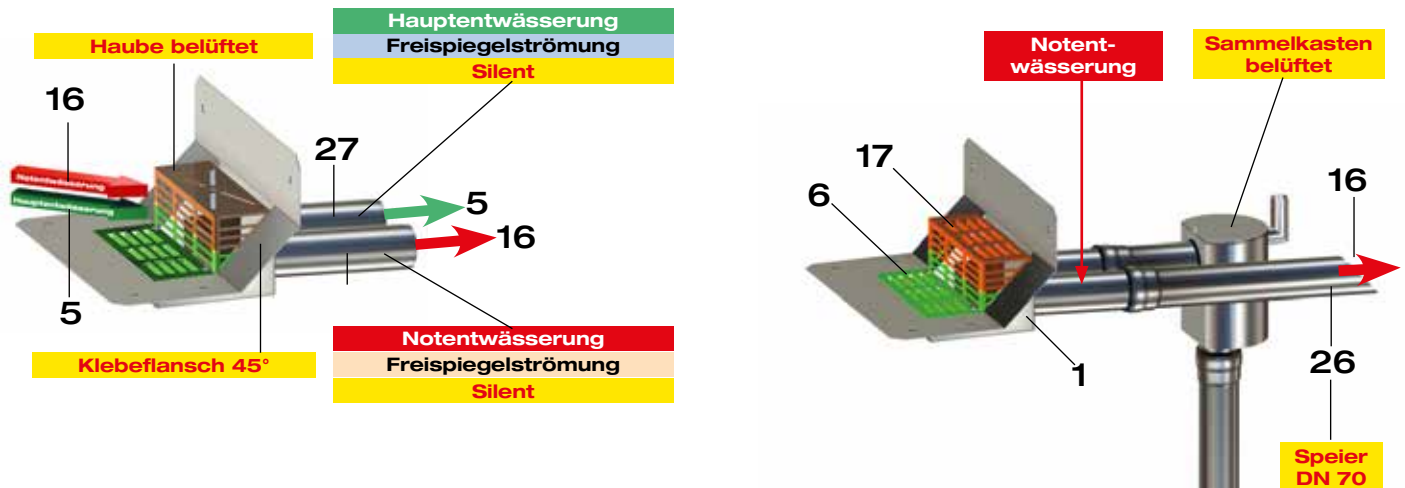 Hauptentwässerung
Freispiegelströmung
Silent
Haube belüftet
16
27
Notentwässerung
Hauptentwässerung
5
16
5
Klebeflansch 45°
Notentwässerung
Freispiegelströmung
Silent
Notent-
wässerung
Sammelkasten
belüftet
17
6
16
1
26
Speier
DN 70